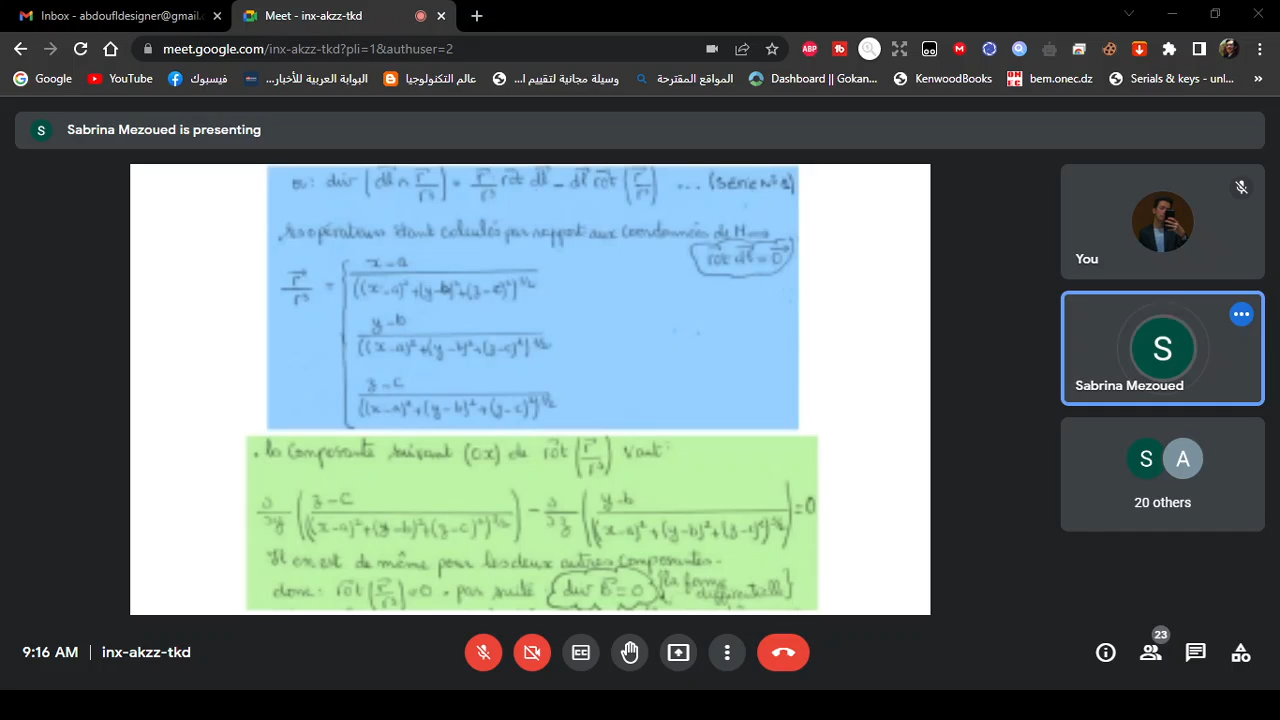 Inbox - abdoufldesigner@gmail.c
Meet - inx-akzz-tkd
meet.google.com/inx-akzz-tkd?pli=1&authuser=2
Google
YouTube
فيسبوك
البوابة العربية للأخبار...
عالم التكنولوجيا
وسيلة مجانية لتقييم ا...
المواقع المقترحة
Dashboard || Gokan...
KenwoodBooks
bem.onec.dz
Serials & keys - unl...
S Sabrina Mezoued is presenting
or: div (dl ∧ r/r³) = r/r³ rot dl - dl rot (r/r³) ... (Série N°1)
Les opérateurs étant calculés par rapport aux coordonnées de M ⟹
rot dl = 0
r/r³ = { x-a / ((x-a)²+(y-b)²+(z-c)²)^3/2
y-b / ((x-a)²+(y-b)²+(z-c)²)^3/2
z-c / ((x-a)²+(y-b)²+(z-c)²)^3/2
. la composante suivant (Ox) de rot (r/r³) vaut:
∂/∂y (z-c / ((x-a)²+(y-b)²+(z-c)²)^3/2) - ∂/∂z (y-b / ((x-a)²+(y-b)²+(z-c)²)^3/2) = 0
Il en est de même pour les deux autres composantes.
donc: rot (r/r³) = 0 . par suite div B = 0 [la forme différentielle]
You
S
Sabrina Mezoued
S A
20 others
9:16 AM | inx-akzz-tkd
23